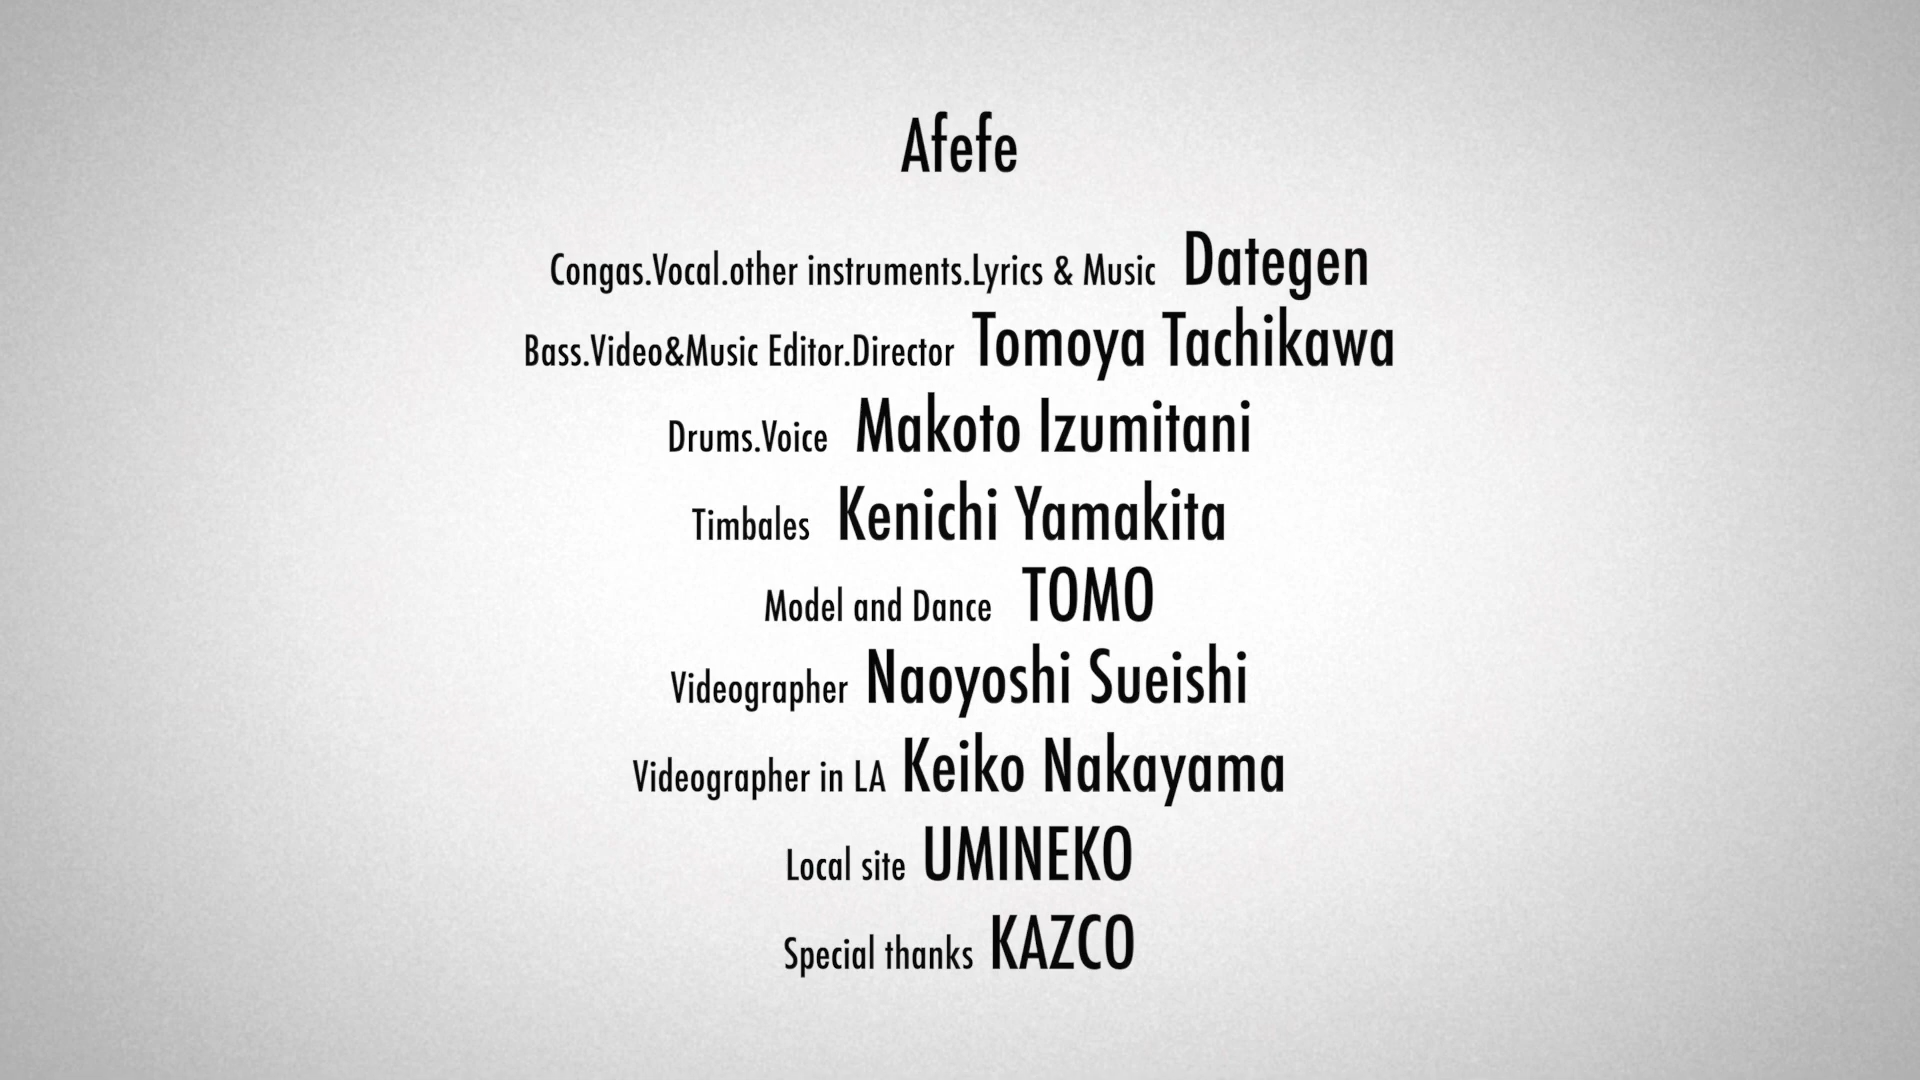 Afefe
Congas.Vocal.other instruments.Lyrics & Music Dategen
Bass.Video&Music Editor.Director Tomoya Tachikawa
Drums.Voice Makoto Izumitani
Timbales Kenichi Yamakita
Model and Dance TOMO
Videographer Naoyoshi Sueishi
Videographer in LA Keiko Nakayama
Local site UMINEKO
Special thanks KAZCO